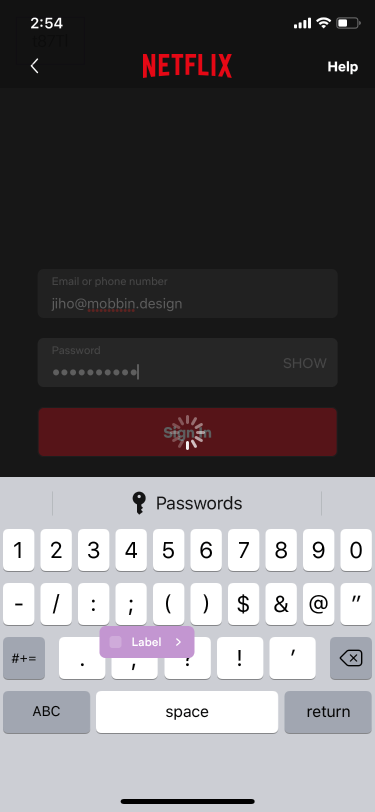 2:54
NETFLIX
Help
Email or phone number
jiho@mobbin.design
Password
SHOW
Sign In
Passwords
1 2 3 4 5 6 7 8 9 0
- / : ; ( ) $ & @ ”
#+= . , ? ! ’
Label
ABC space return